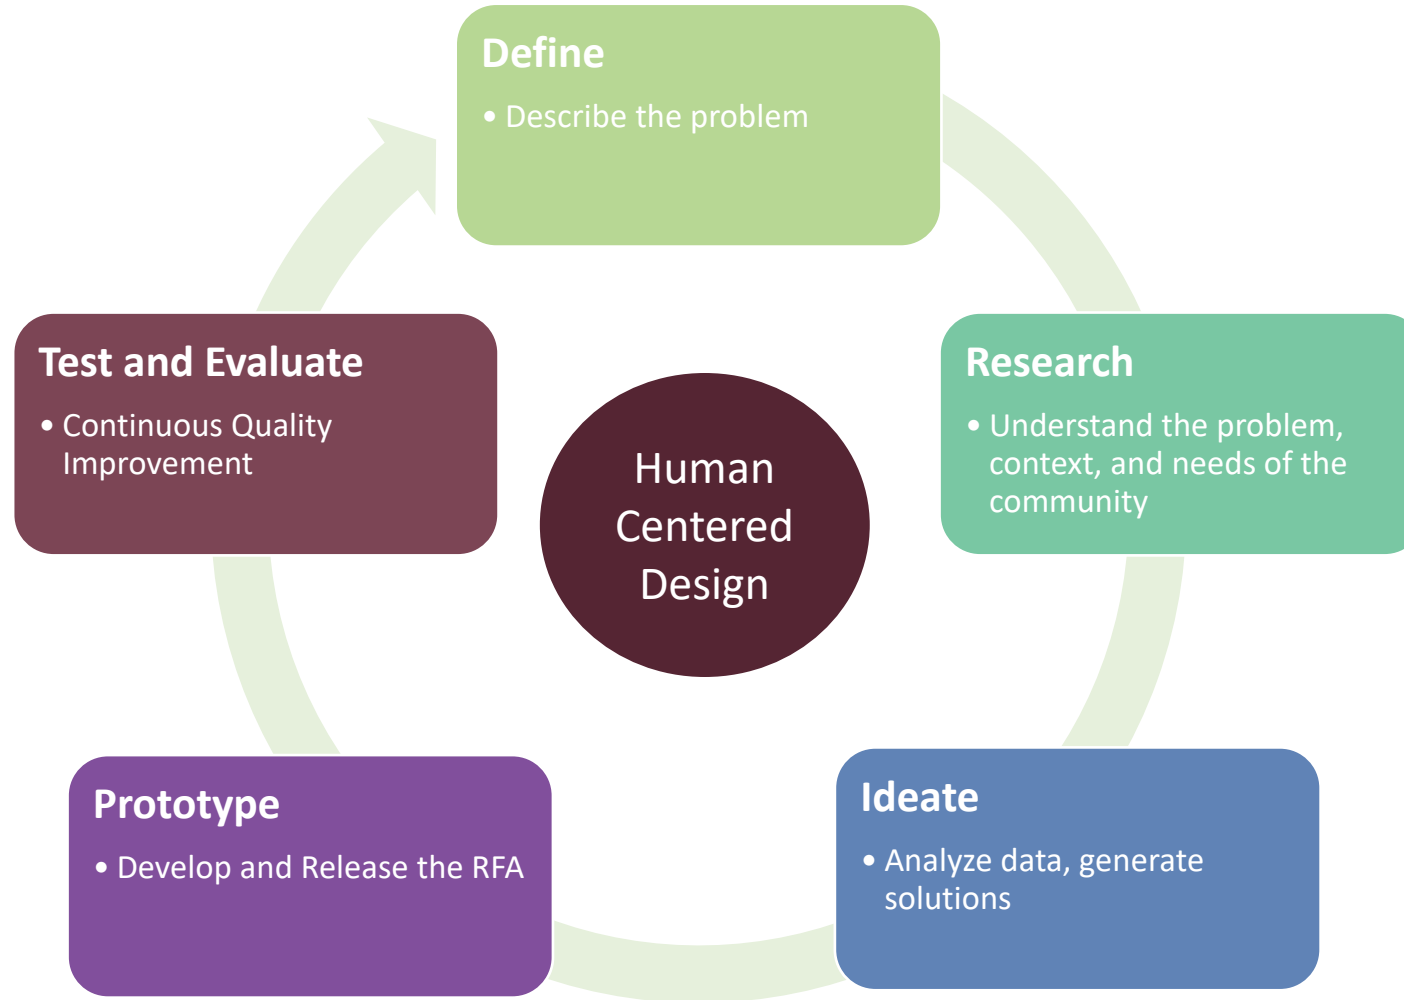 Define
• Describe the problem
Research
• Understand the problem,
context, and needs of the
community
Ideate
• Analyze data, generate
solutions
Prototype
• Develop and Release the RFA
Test and Evaluate
• Continuous Quality
Improvement
Human
Centered
Design